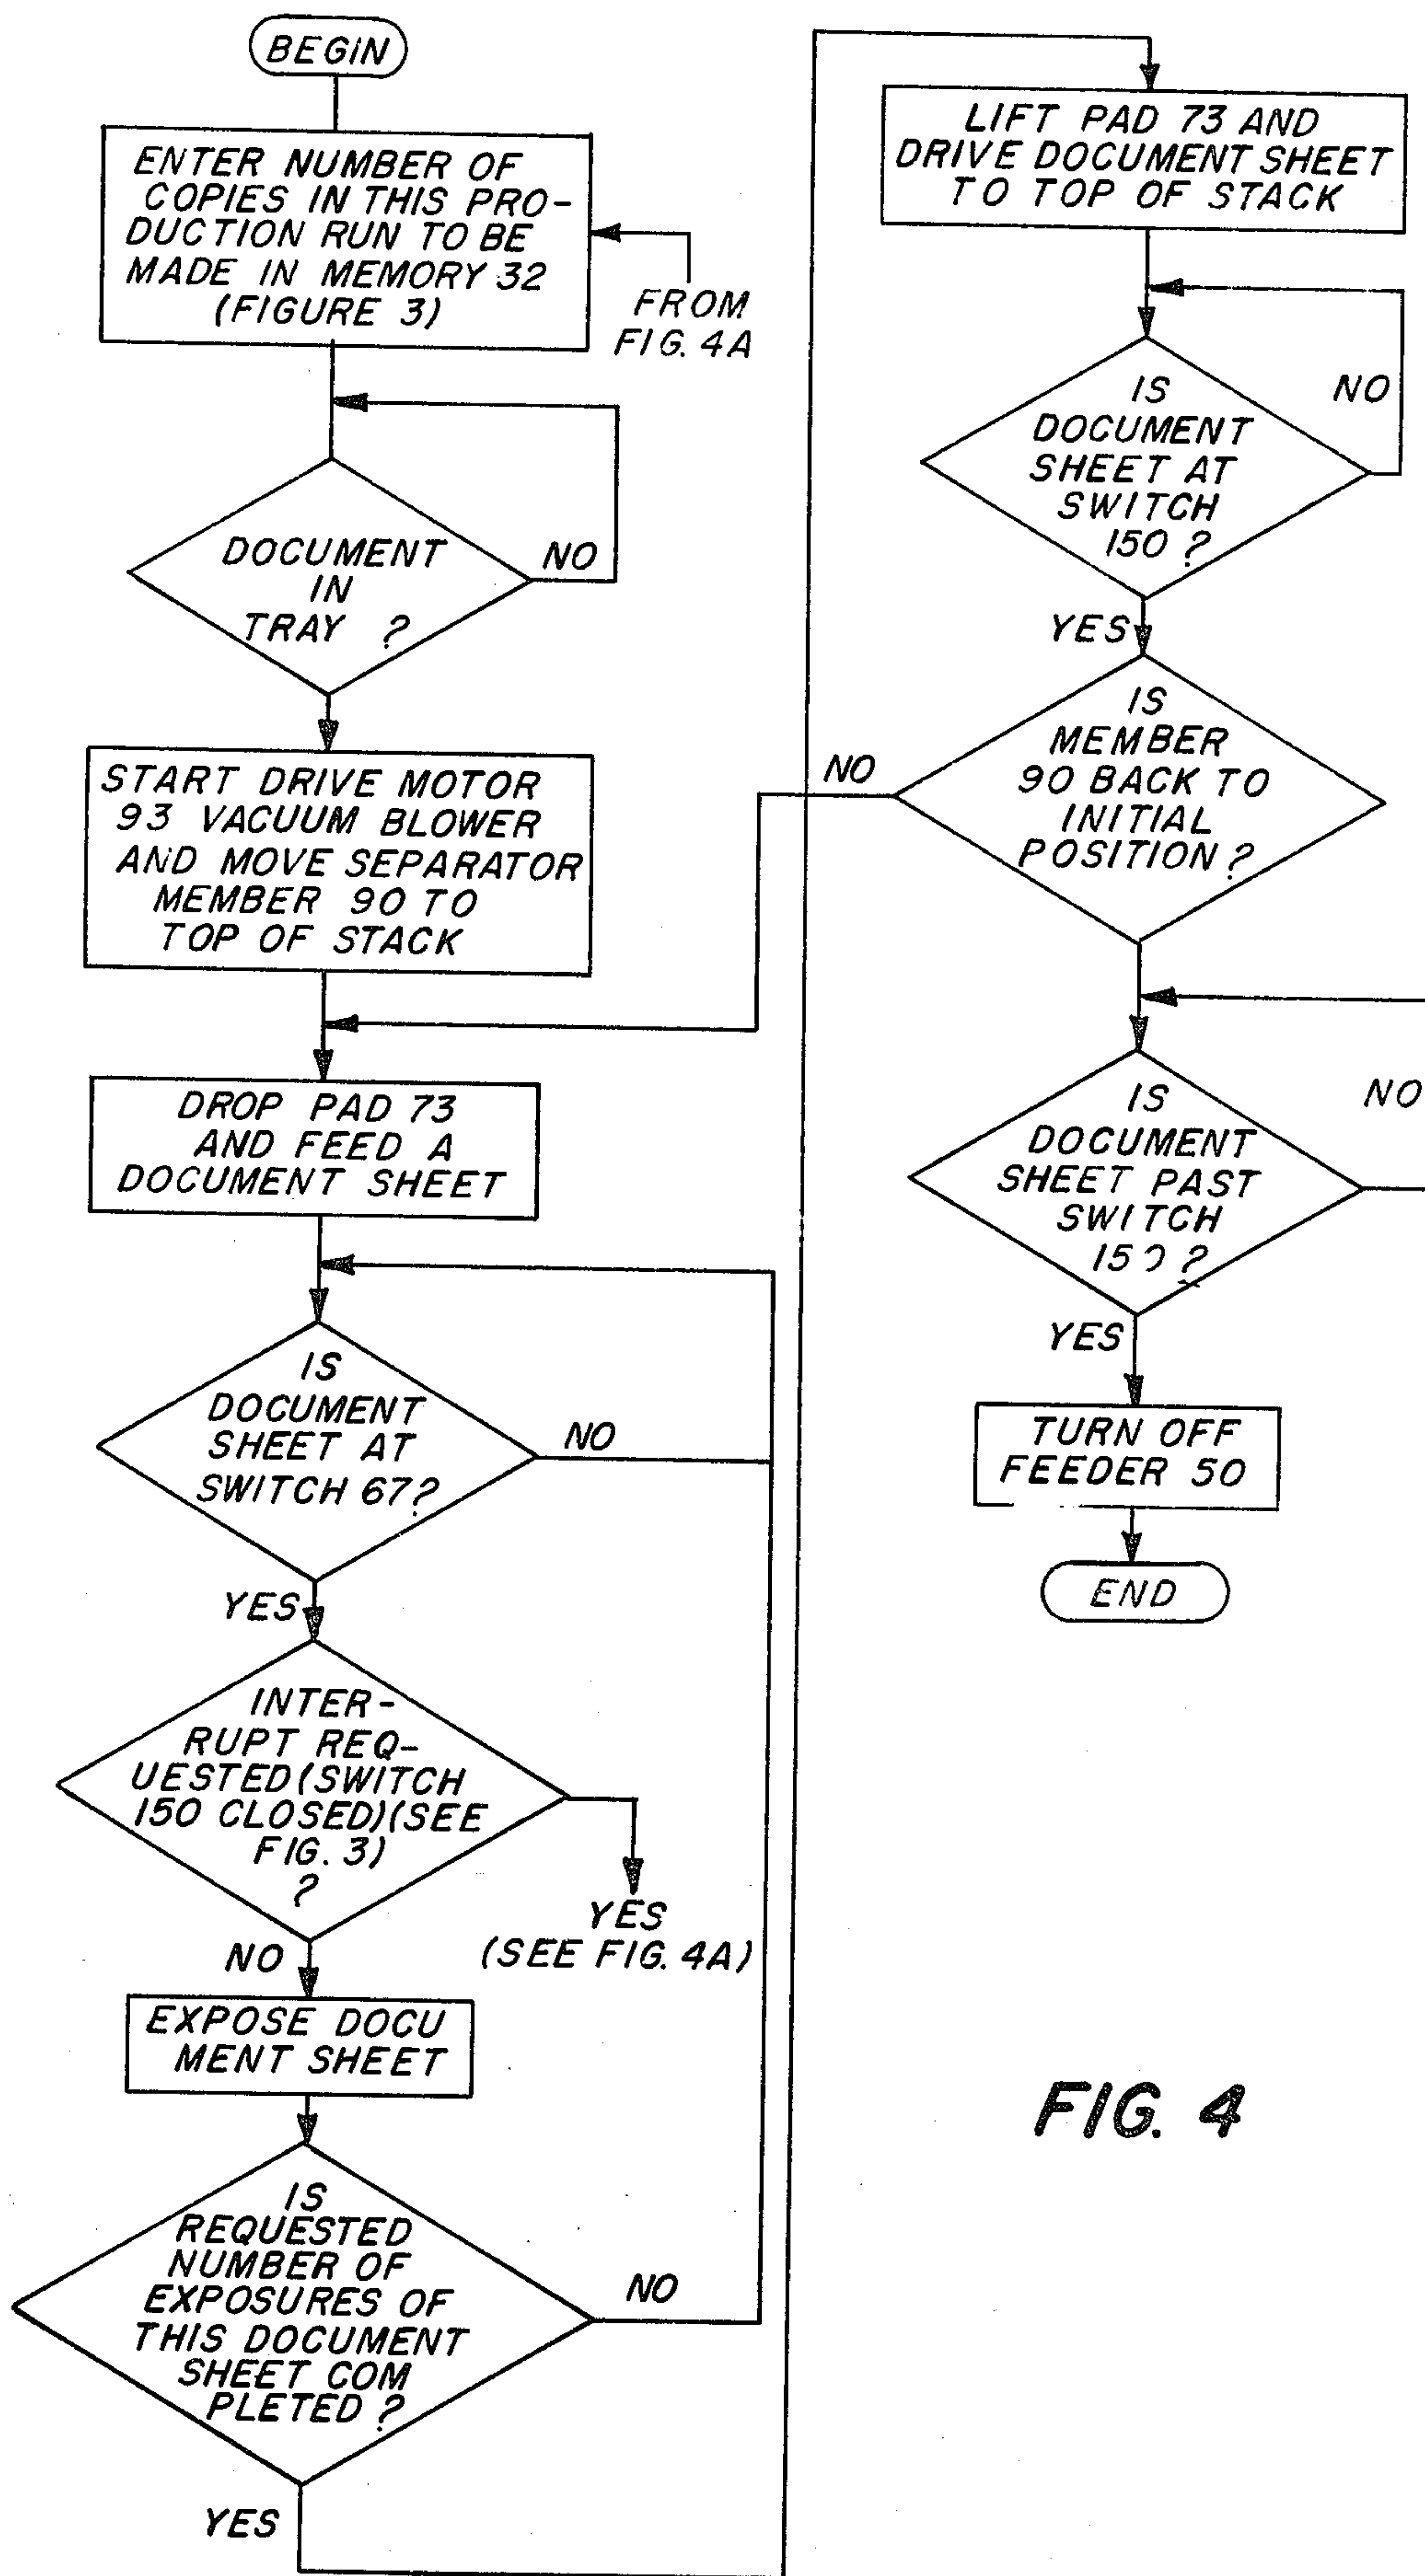 BEGIN
ENTER NUMBER OF
COPIES IN THIS PRO-
DUCTION RUN TO BE
MADE IN MEMORY 32
(FIGURE 3)
FROM
FIG. 4A
DOCUMENT
IN
TRAY ?
NO
START DRIVE MOTOR
93 VACUUM BLOWER
AND MOVE SEPARATOR
MEMBER 90 TO
TOP OF STACK
DROP PAD 73
AND FEED A
DOCUMENT SHEET
IS
DOCUMENT
SHEET AT
SWITCH 67?
NO
YES
INTER-
RUPT REQ-
UESTED (SWITCH
150 CLOSED)(SEE
FIG. 3)
?
YES
(SEE FIG. 4A)
NO
EXPOSE DOCU
MENT SHEET
IS
REQUESTED
NUMBER OF
EXPOSURES OF
THIS DOCUMENT
SHEET COM
PLETED ?
NO
YES
LIFT PAD 73 AND
DRIVE DOCUMENT SHEET
TO TOP OF STACK
IS
DOCUMENT
SHEET AT
SWITCH
150 ?
NO
YES
IS
MEMBER
90 BACK TO
INITIAL
POSITION ?
NO
IS
DOCUMENT
SHEET PAST
SWITCH
150 ?
NO
YES
TURN OFF
FEEDER 50
END
FIG. 4